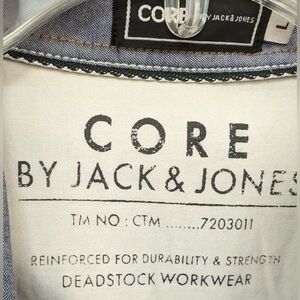 CORE BY JACK & JONES L
CORE
BY JACK & JONES
TM NO : CTM ........7203011
REINFORCED FOR DURABILITY & STRENGTH
DEADSTOCK WORKWEAR